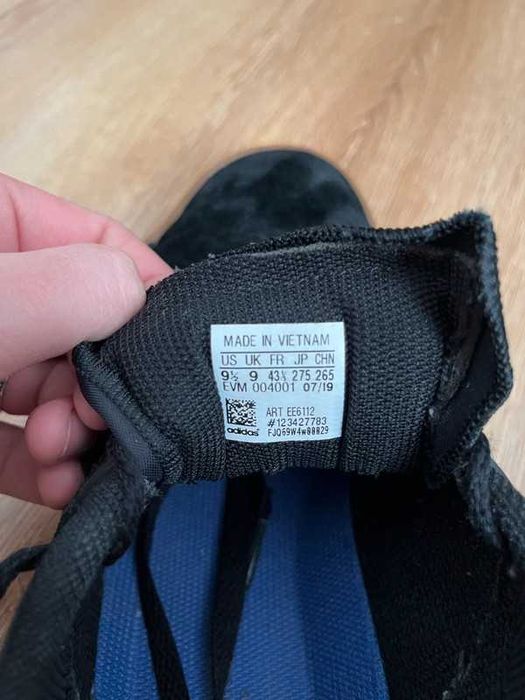 MADE IN VIETNAM
US UK FR JP CHN
9½ 9 43⅓ 275 265
EVM 004001 07/19
ART EE6112
#123427783
adidas FJQ69W4W00029